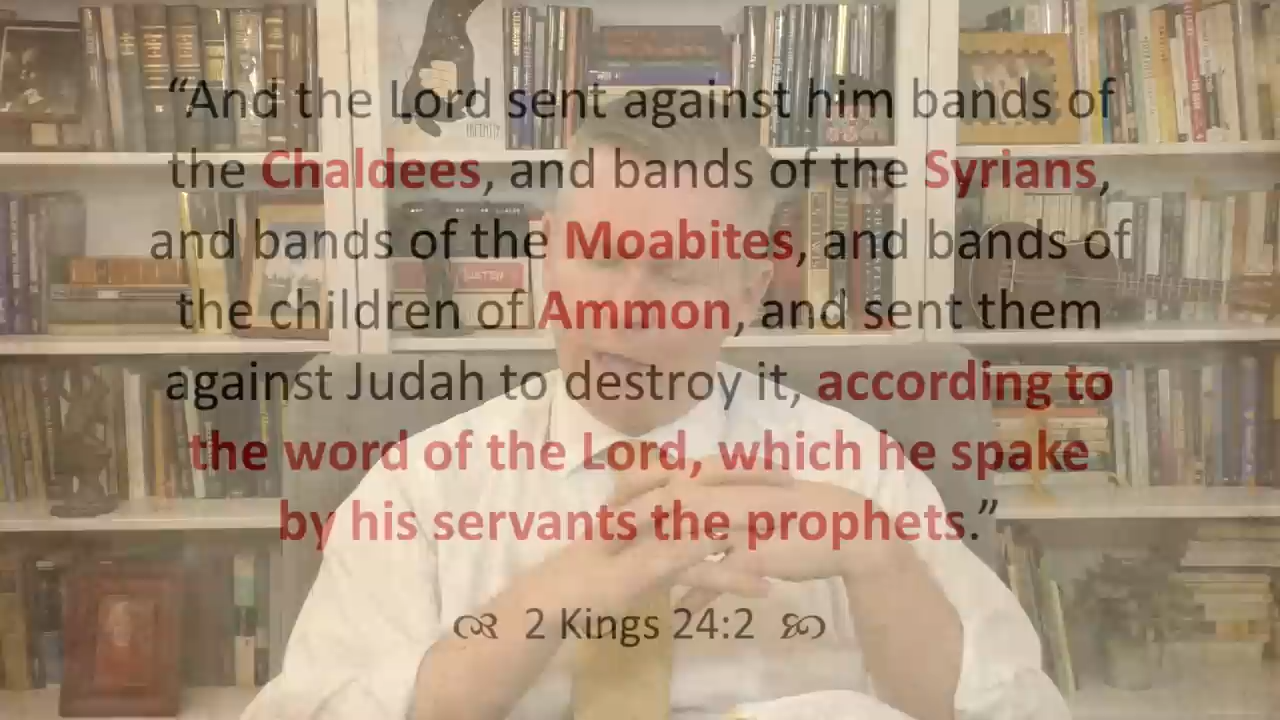 “And the Lord sent against him bands of
the Chaldees, and bands of the Syrians,
and bands of the Moabites, and bands of
the children of Ammon, and sent them
against Judah to destroy it, according to
the word of the Lord, which he spake
by his servants the prophets.”
2 Kings 24:2